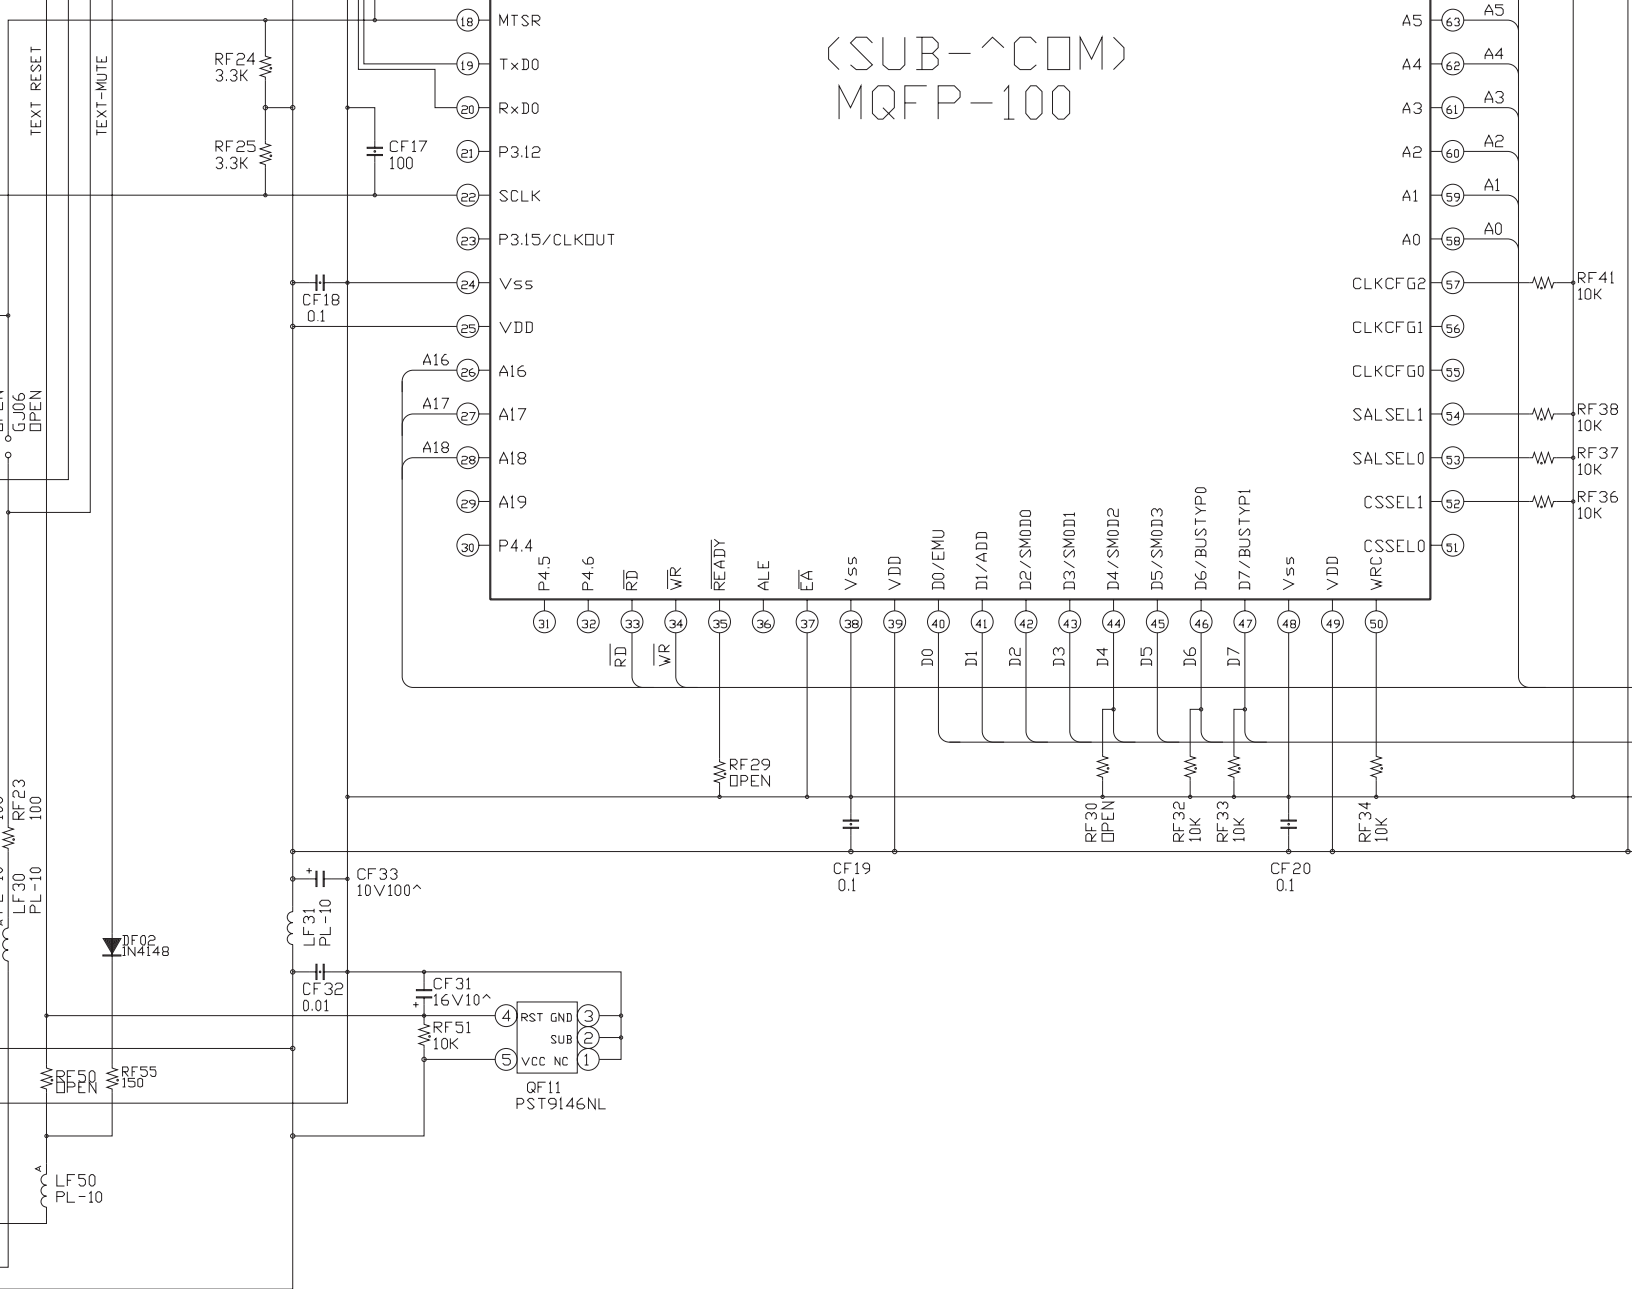 (SUB-^COM)
MQFP-100
TEXT RESET
TEXT-MUTE
RF24
3.3K
RF25
3.3K
CF17
100
CF18
0.1
18 MTSR
19 TxD0
20 RxD0
21 P3.12
22 SCLK
23 P3.15/CLKOUT
24 Vss
25 VDD
A16 26 A16
A17 27 A17
A18 28 A18
29 A19
30 P4.4
A5 63 A5
A4 62 A4
A3 61 A3
A2 60 A2
A1 59 A1
A0 58 A0
CLKCFG2 57
RF41
10K
CLKCFG1 56
CLKCFG0 55
SALSEL1 54
RF38
10K
SALSEL0 53
RF37
10K
CSSEL1 52
RF36
10K
CSSEL0 51
GJ06
OPEN
P4.5 31
P4.6 32
RD 33 RD
WR 34 WR
READY 35
ALE 36
EA 37
Vss 38
VDD 39
D0/EMU 40 D0
D1/ADD 41 D1
D2/SMOD0 42 D2
D3/SMOD1 43 D3
D4/SMOD2 44 D4
D5/SMOD3 45 D5
D6/BUSTYP0 46 D6
D7/BUSTYP1 47 D7
Vss 48
VDD 49
WRC 50
RF29
OPEN
RF30
OPEN
RF32
10K
RF33
10K
RF34
10K
RF23
100
LF30
PL-10
CF19
0.1
CF20
0.1
+
CF33
10V100^
LF31
PL-10
DF02
1N4148
CF32
0.01
CF31
+ 16V10^
RF51
10K
4 RST GND 3
SUB 2
5 VCC NC 1
QF11
PST9146NL
RF50
OPEN
RF55
150
A
LF50
PL-10